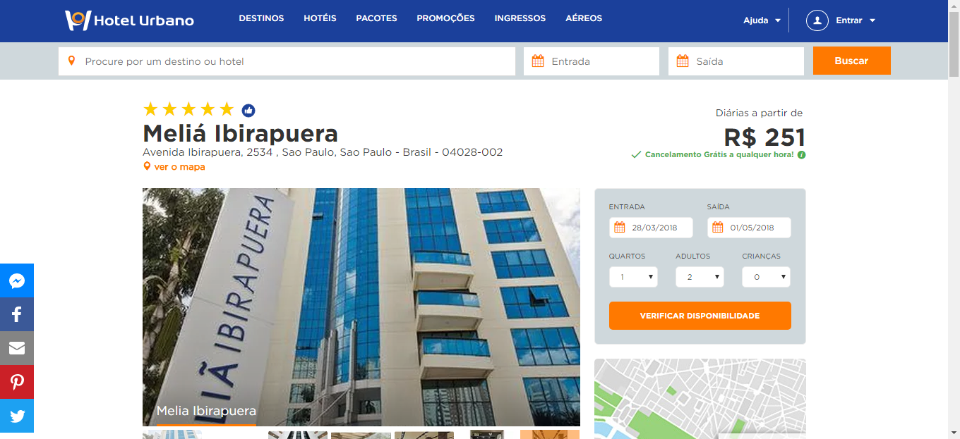 Hotel Urbano
DESTINOS HOTÉIS PACOTES PROMOÇÕES INGRESSOS AÉREOS
Ajuda Entrar
Procure por um destino ou hotel Entrada Saída Buscar
Meliá Ibirapuera
Avenida Ibirapuera, 2534 , Sao Paulo, Sao Paulo - Brasil - 04028-002
ver o mapa
Diárias a partir de
R$ 251
Cancelamento Grátis a qualquer hora!
LIÃ IBIRAPUERA
Melia Ibirapuera
ENTRADA SAÍDA
28/03/2018 01/05/2018
QUARTOS ADULTOS CRIANÇAS
1 2 0
VERIFICAR DISPONIBILIDADE